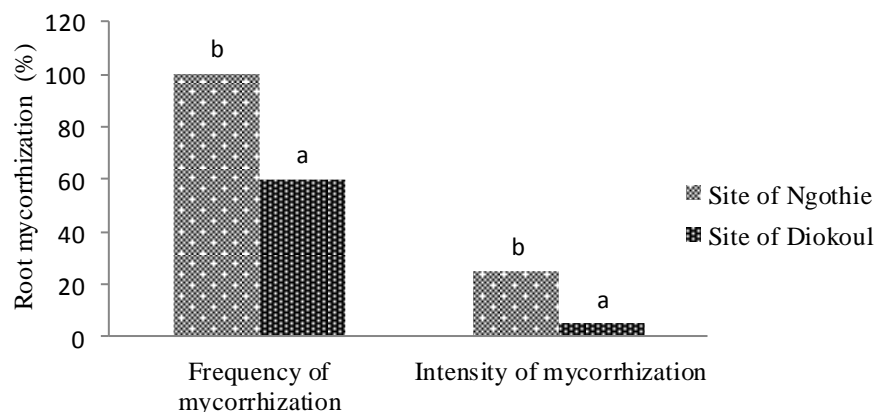 120
100
80
60
40
20
0
Root mycorrhization (%)
b
a
b
a
Frequency of
mycorrhization
Intensity of mycorrhization
Site of Ngothie
Site of Diokoul